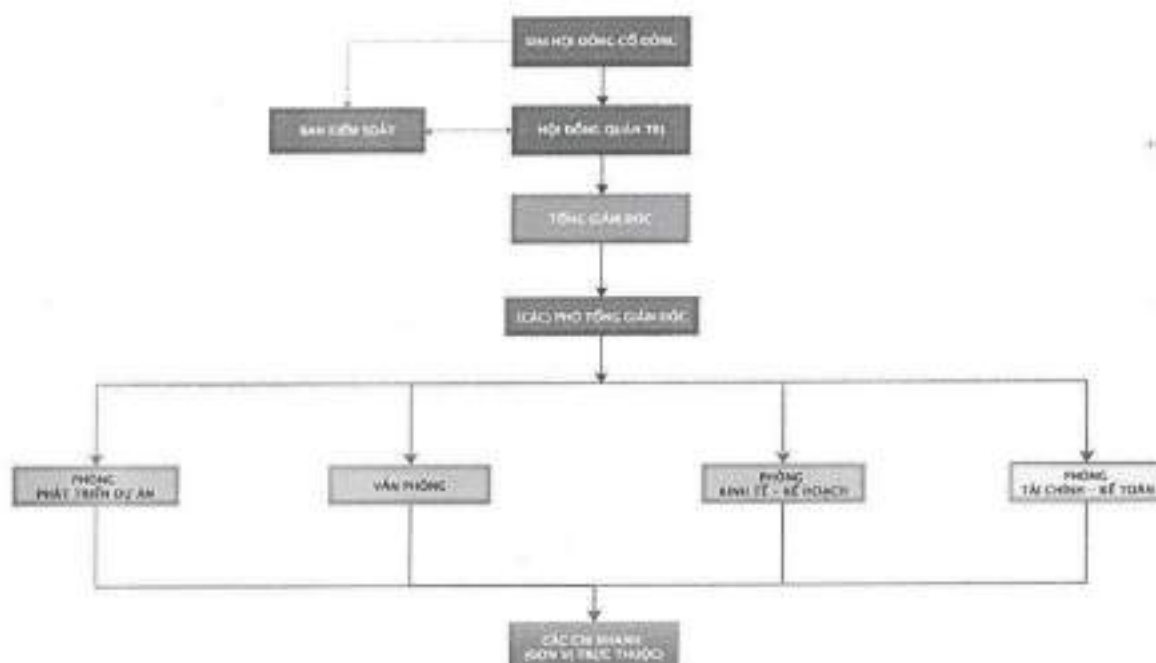 ĐẠI HỘI ĐỒNG CỔ ĐÔNG
BAN KIỂM SOÁT
HỘI ĐỒNG QUẢN TRỊ
TỔNG GIÁM ĐỐC
(CÁC) PHÓ TỔNG GIÁM ĐỐC
PHÒNG
PHÁT TRIỂN DỰ ÁN
VĂN PHÒNG
PHÒNG
KINH TẾ - KẾ HOẠCH
PHÒNG
TÀI CHÍNH - KẾ TOÁN
CÁC CHI NHÁNH
(ĐƠN VỊ TRỰC THUỘC)